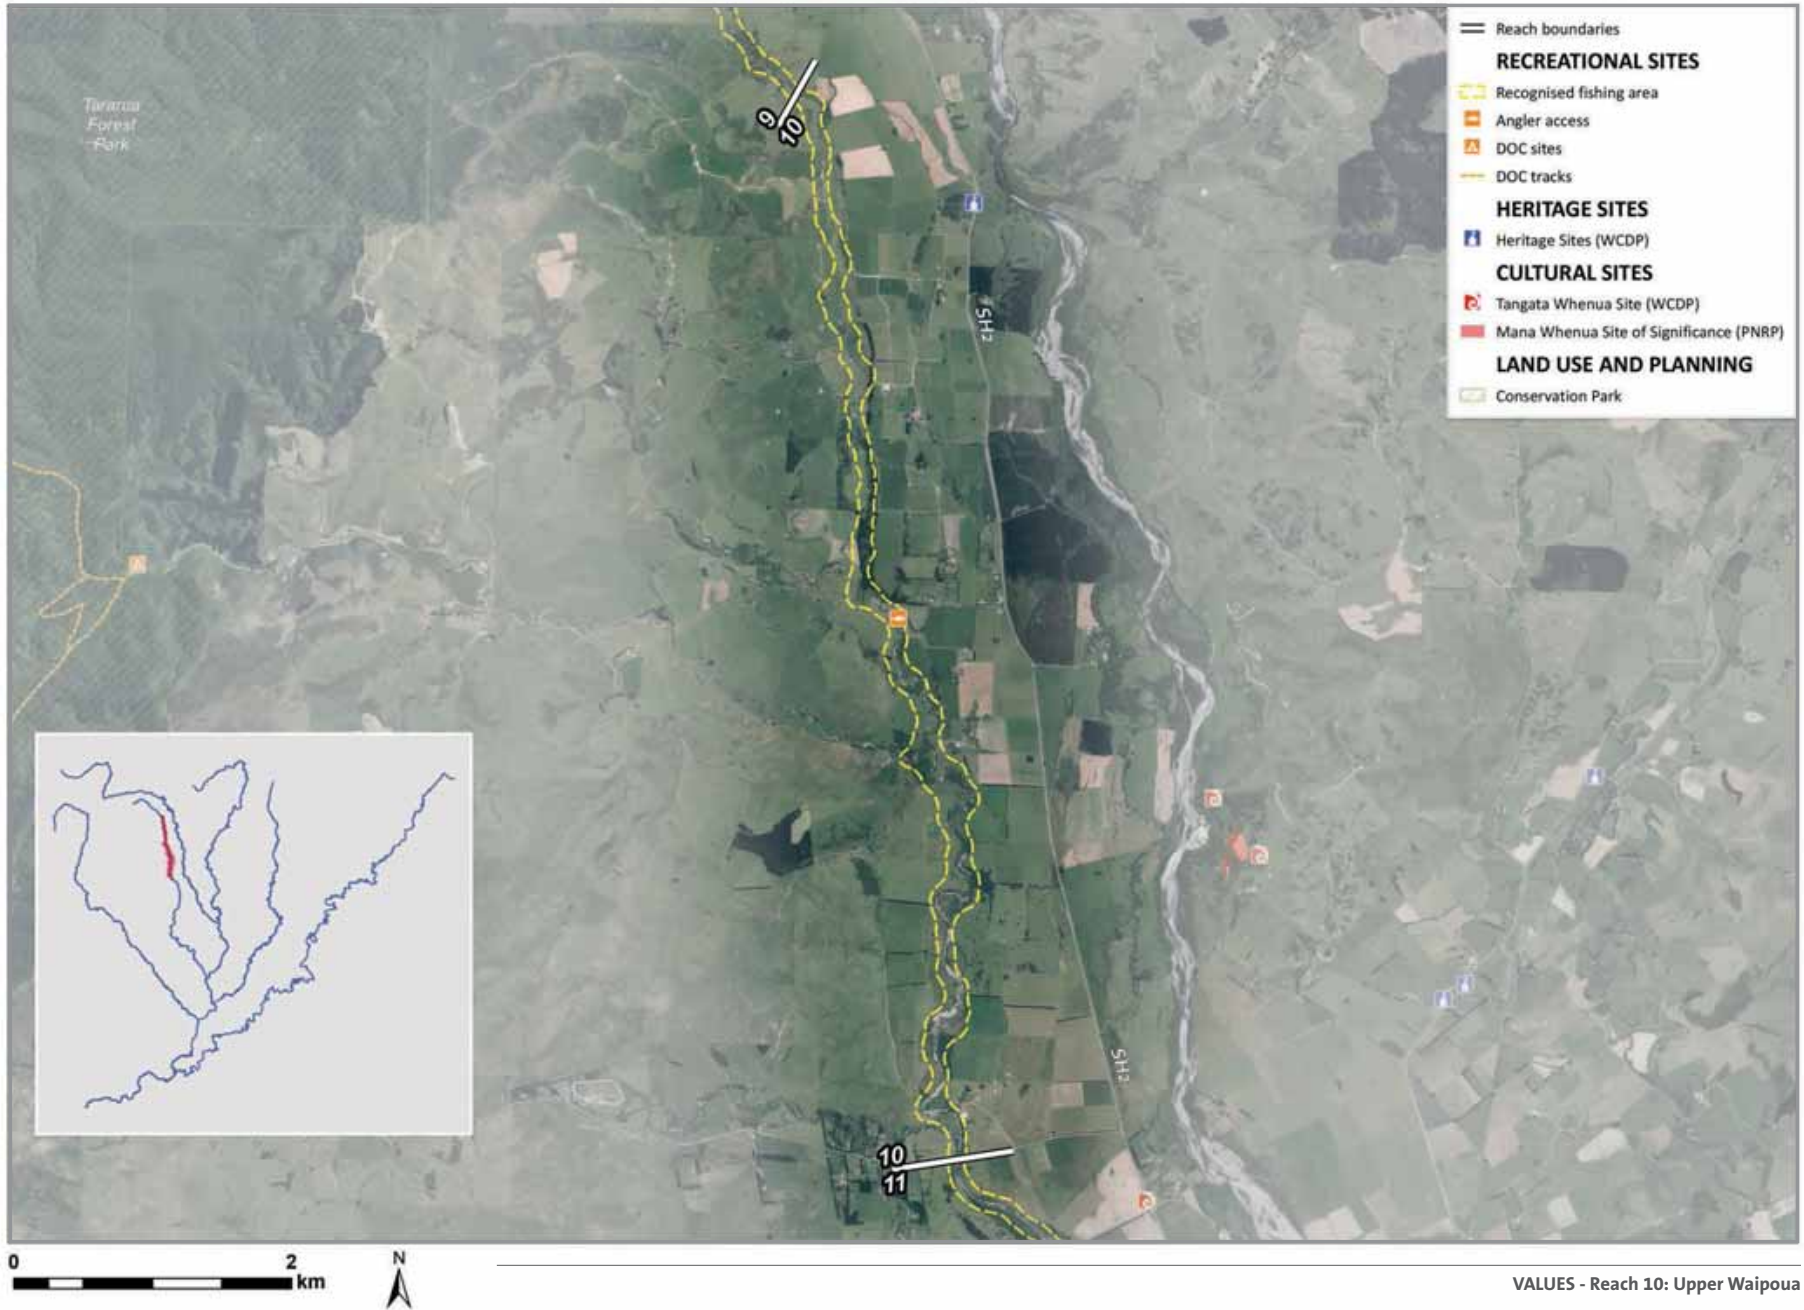 Reach boundaries
RECREATIONAL SITES
Recognised fishing area
Angler access
DOC sites
DOC tracks
HERITAGE SITES
Heritage Sites (WCDP)
CULTURAL SITES
Tangata Whenua Site (WCDP)
Mana Whenua Site of Significance (PNRP)
LAND USE AND PLANNING
Conservation Park
Tararua
Forest
Park
9
10
SH2
SH2
10
11
0 2
km
N
VALUES - Reach 10: Upper Waipoua